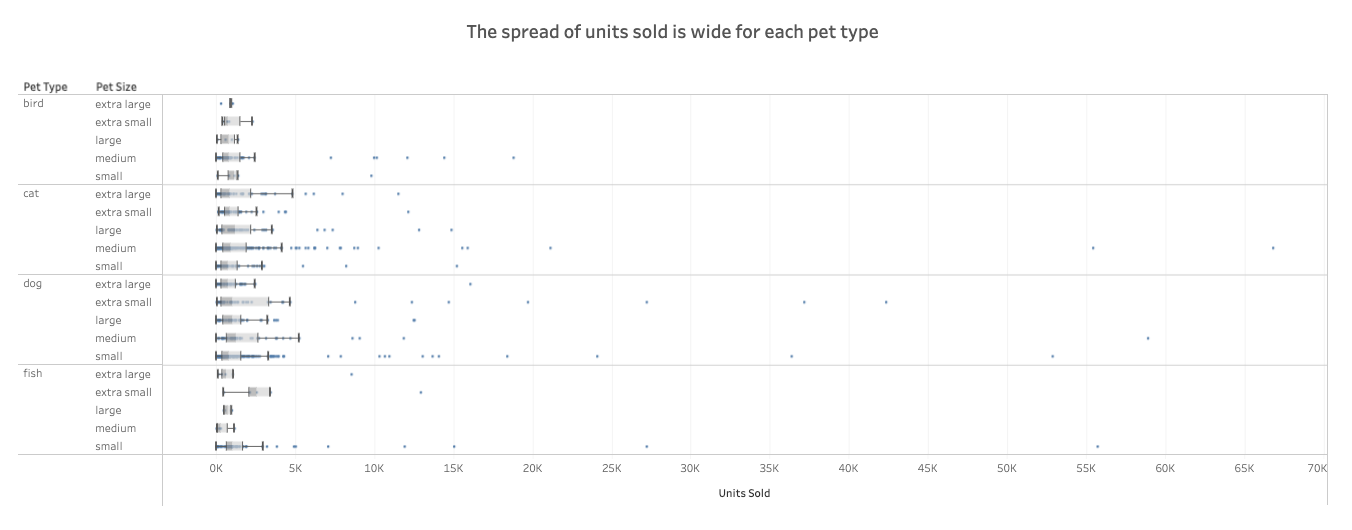 The spread of units sold is wide for each pet type
Pet Type Pet Size
bird extra large
extra small
large
medium
small
cat extra large
extra small
large
medium
small
dog extra large
extra small
large
medium
small
fish extra large
extra small
large
medium
small
0K 5K 10K 15K 20K 25K 30K 35K 40K 45K 50K 55K 60K 65K 70K
Units Sold